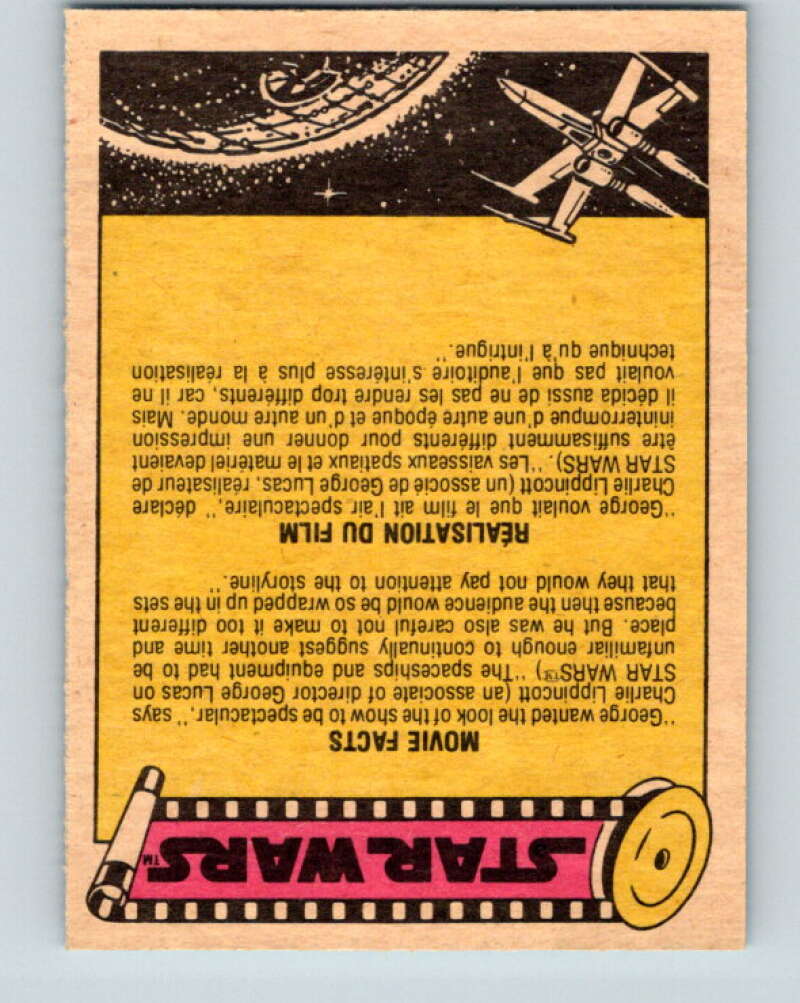 STAR WARS™
MOVIE FACTS
"George wanted the look of the show to be spectacular," says
Charlie Lippincott (an associate of director George Lucas on
STAR WARS™) "The spaceships and equipment had to be
unfamiliar enough to continually suggest another time and
place. But he was also careful not to make it too different
because then the audience would be so wrapped up in the sets
that they would not pay attention to the storyline."
RÉALISATION DU FILM
"George voulait que le film ait l'air spectaculaire," déclare
Charlie Lippincott (un associé de George Lucas, réalisateur de
STAR WARS). "Les vaisseaux spatiaux et le matériel devaient
être suffisamment différents pour donner une impression
ininterrompue d'une autre époque et d'un autre monde. Mais
il décida aussi de ne pas les rendre trop différents, car il ne
voulait pas que l'auditoire s'intéresse plus à la réalisation
technique qu'à l'intrigue."